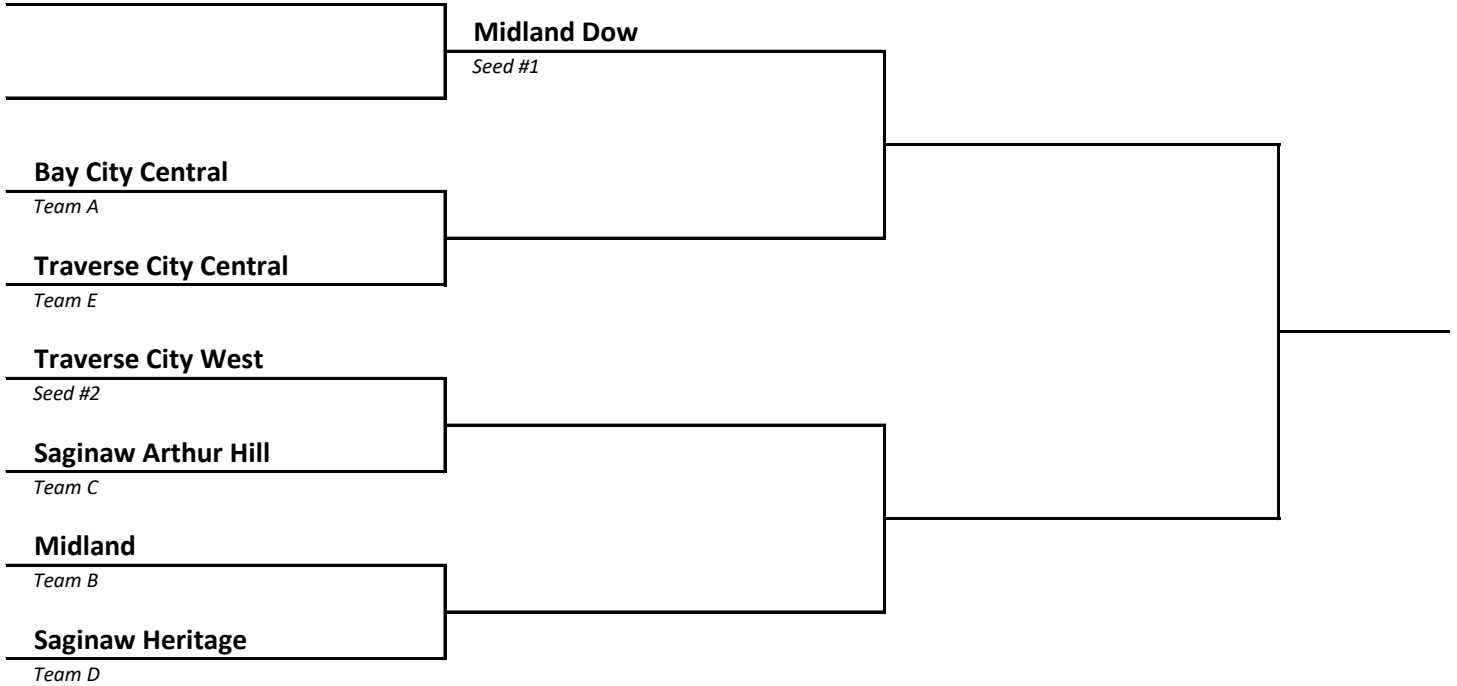 Midland Dow
Seed #1
Bay City Central
Team A
Traverse City Central
Team E
Traverse City West
Seed #2
Saginaw Arthur Hill
Team C
Midland
Team B
Saginaw Heritage
Team D